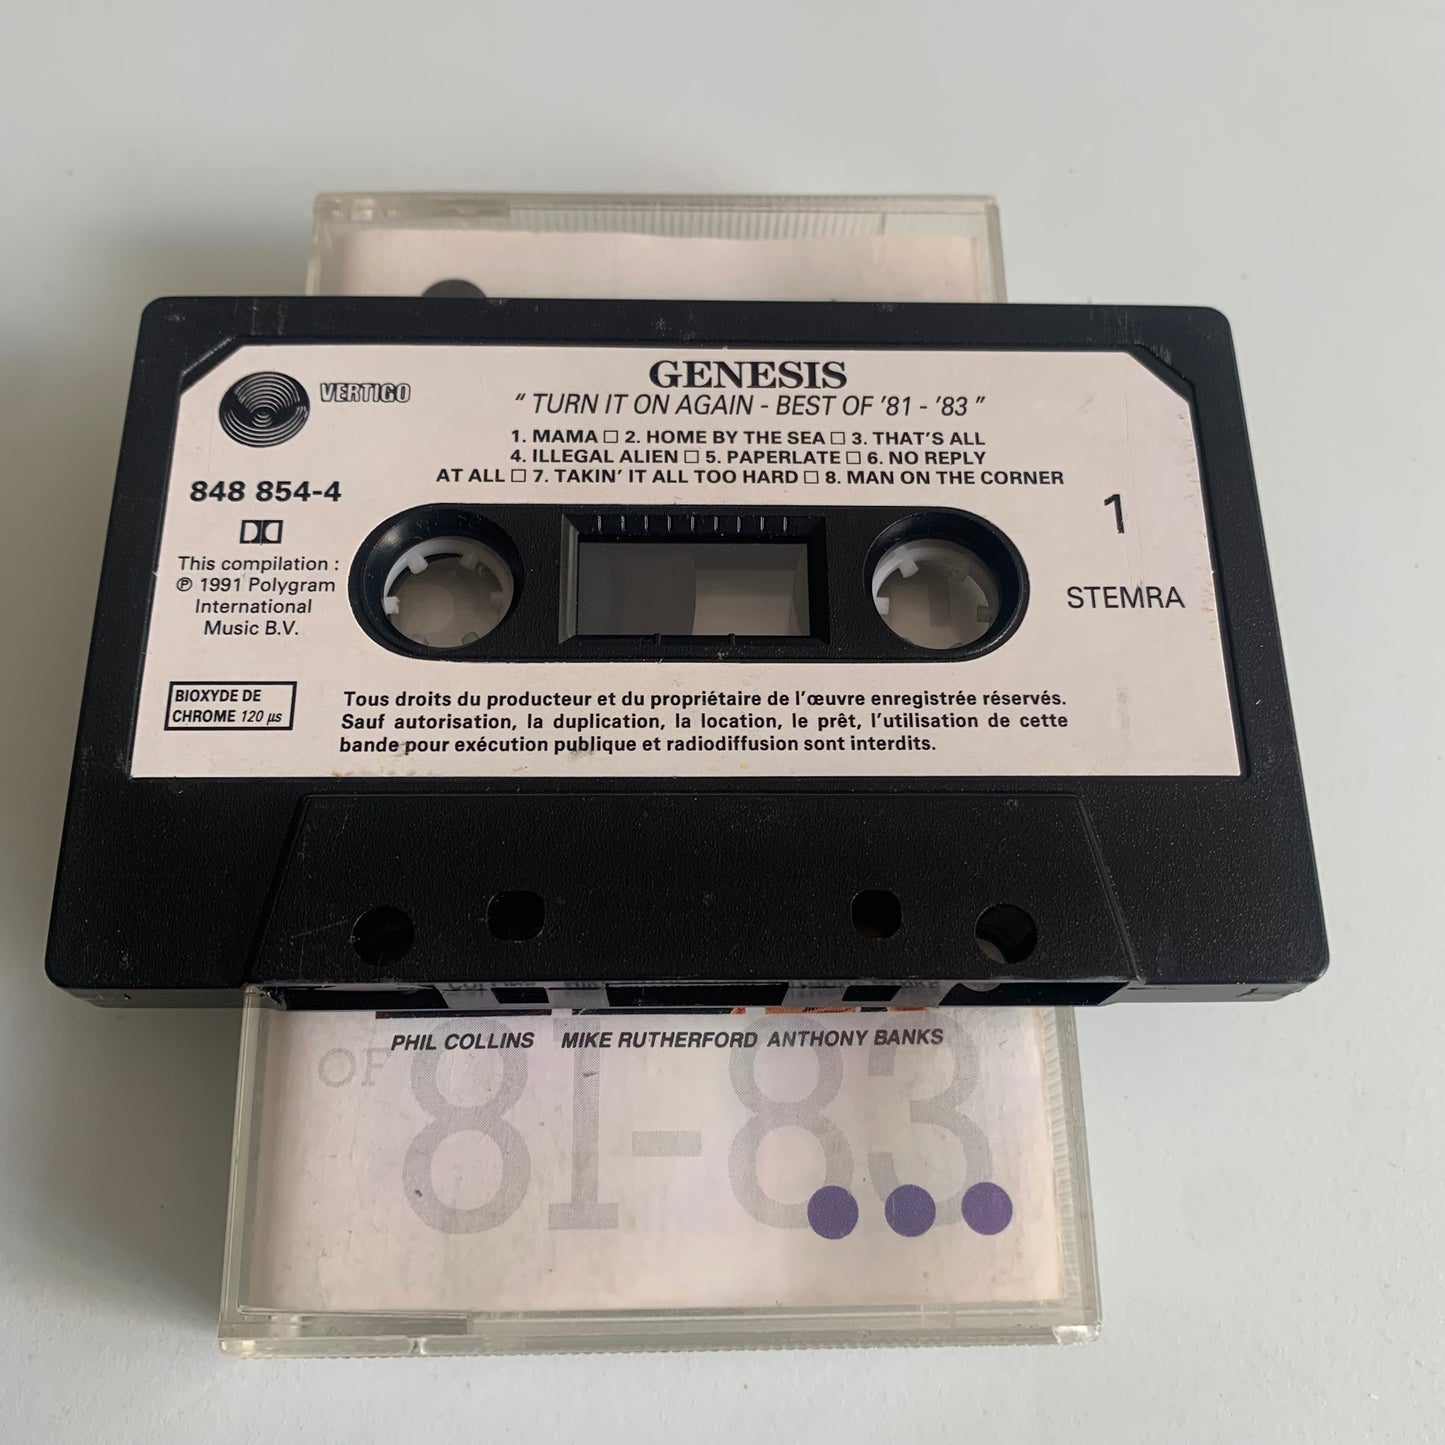 VERTIGO
GENESIS
" TURN IT ON AGAIN - BEST OF '81 - '83 "
1. MAMA □ 2. HOME BY THE SEA □ 3. THAT'S ALL
4. ILLEGAL ALIEN □ 5. PAPERLATE □ 6. NO REPLY
AT ALL □ 7. TAKIN' IT ALL TOO HARD □ 8. MAN ON THE CORNER
848 854-4
This compilation :
℗ 1991 Polygram
International
Music B.V.
1
STEMRA
BIOXYDE DE
CHROME 120 µs
Tous droits du producteur et du propriétaire de l'œuvre enregistrée réservés.
Sauf autorisation, la duplication, la location, le prêt, l'utilisation de cette
bande pour exécution publique et radiodiffusion sont interdits.
PHIL COLLINS MIKE RUTHERFORD ANTHONY BANKS
OF 81-83